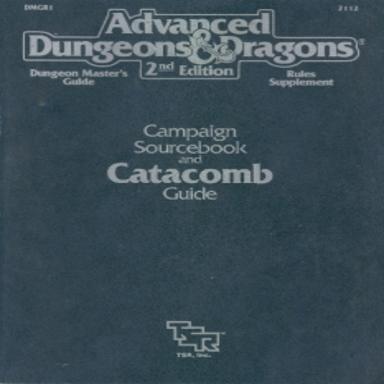 DMGR1 2112
Advanced
Dungeons & Dragons®
2nd Edition
Dungeon Master's
Guide
Rules
Supplement
Campaign
Sourcebook
and
Catacomb
Guide
TSR™
TSR, Inc.